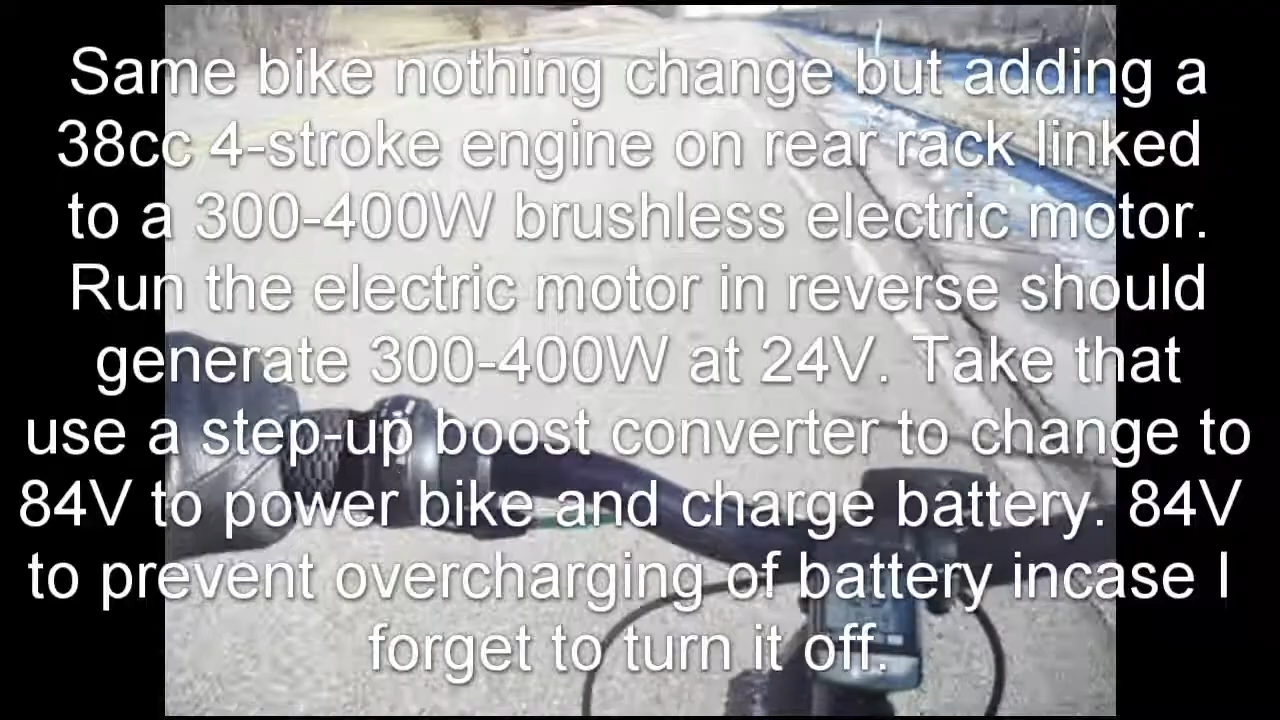 Same bike nothing change but adding a
38cc 4-stroke engine on rear rack linked
to a 300-400W brushless electric motor.
Run the electric motor in reverse should
generate 300-400W at 24V. Take that
use a step-up boost converter to change to
84V to power bike and charge battery. 84V
to prevent overcharging of battery incase I
forget to turn it off.